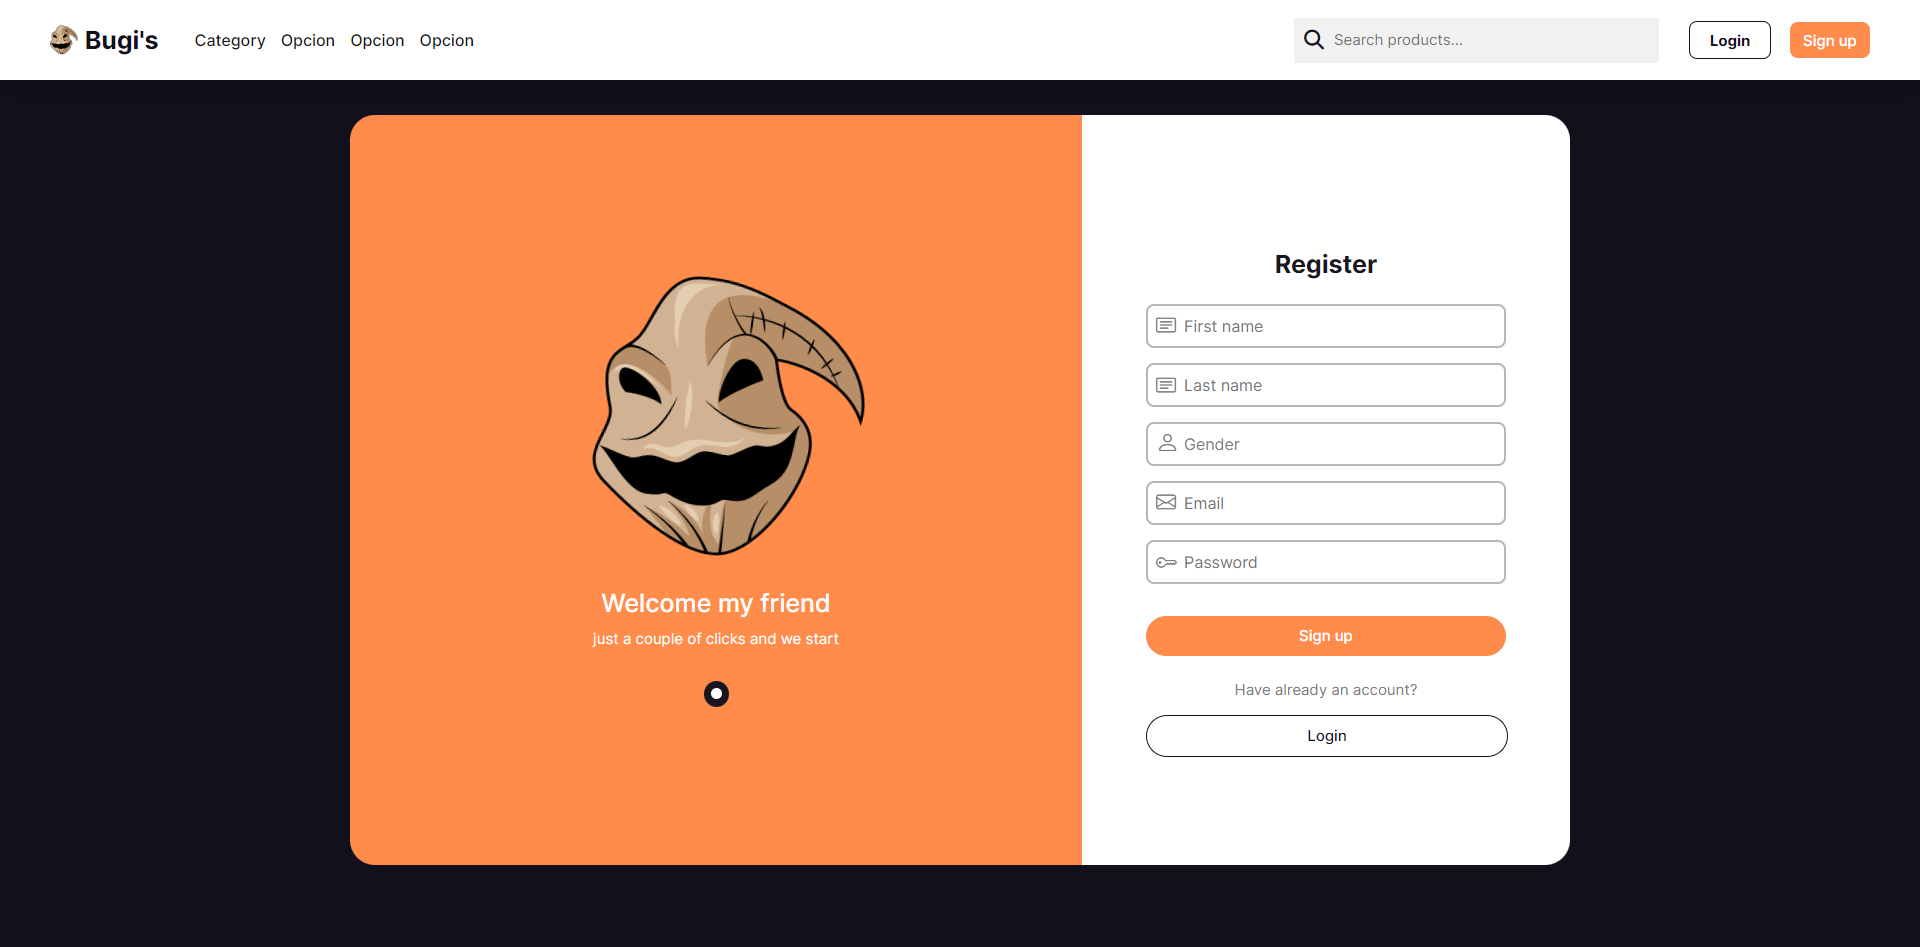 Bugi's
Category Opcion Opcion Opcion
Search products...
Login
Sign up
Welcome my friend
just a couple of clicks and we start
Register
First name
Last name
Gender
Email
Password
Sign up
Have already an account?
Login